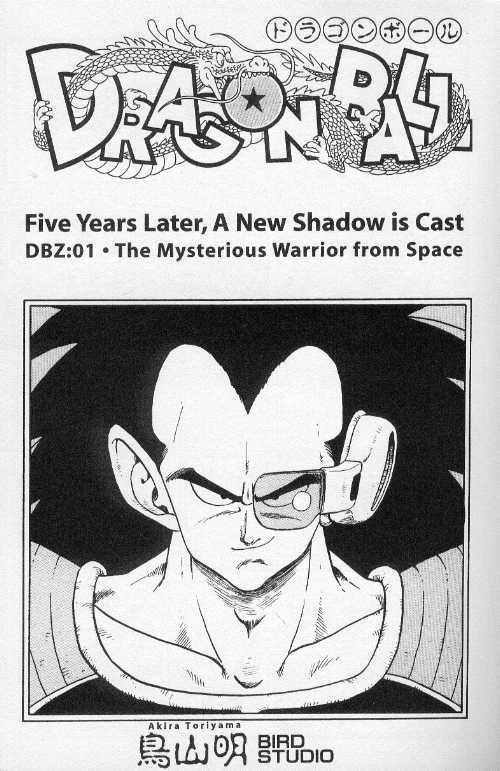 ドラゴンボール
DRAGON BALL
Five Years Later, A New Shadow is Cast
DBZ:01 • The Mysterious Warrior from Space
Akira Toriyama
鳥山明 BIRD
STUDIO